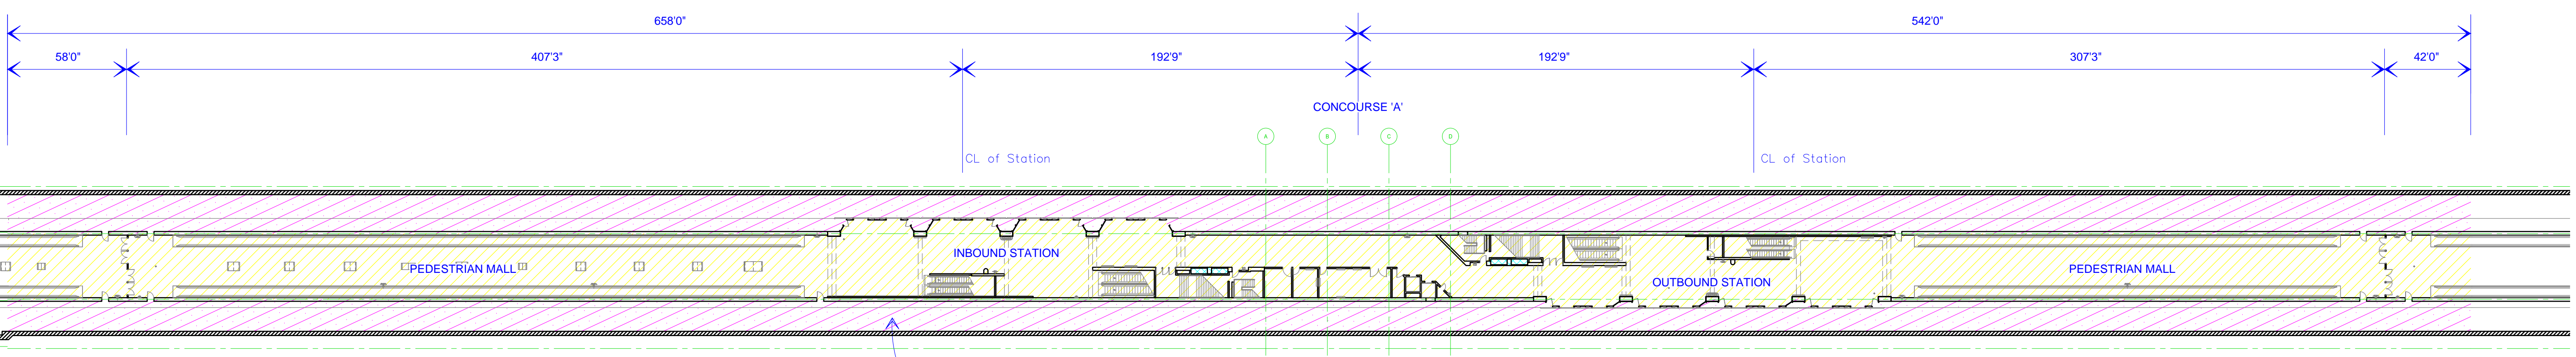 658'0"
542'0"
58'0"
407'3"
192'9"
192'9"
307'3"
42'0"
CONCOURSE 'A'
A
B
C
D
CL of Station
CL of Station
INBOUND STATION
PEDESTRIAN MALL
PEDESTRIAN MALL
OUTBOUND STATION